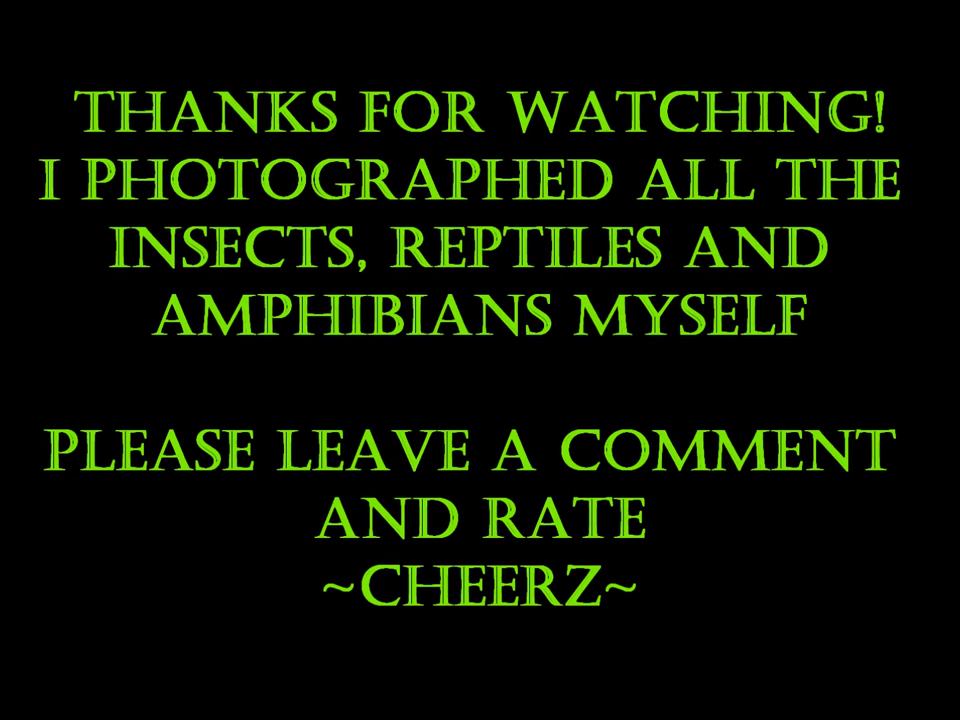 THANKS FOR WATCHING!
I PHOTOGRAPHED ALL THE
INSECTS, REPTILES AND
AMPHIBIANS MYSELF
PLEASE LEAVE A COMMENT
AND RATE
~CHEERZ~